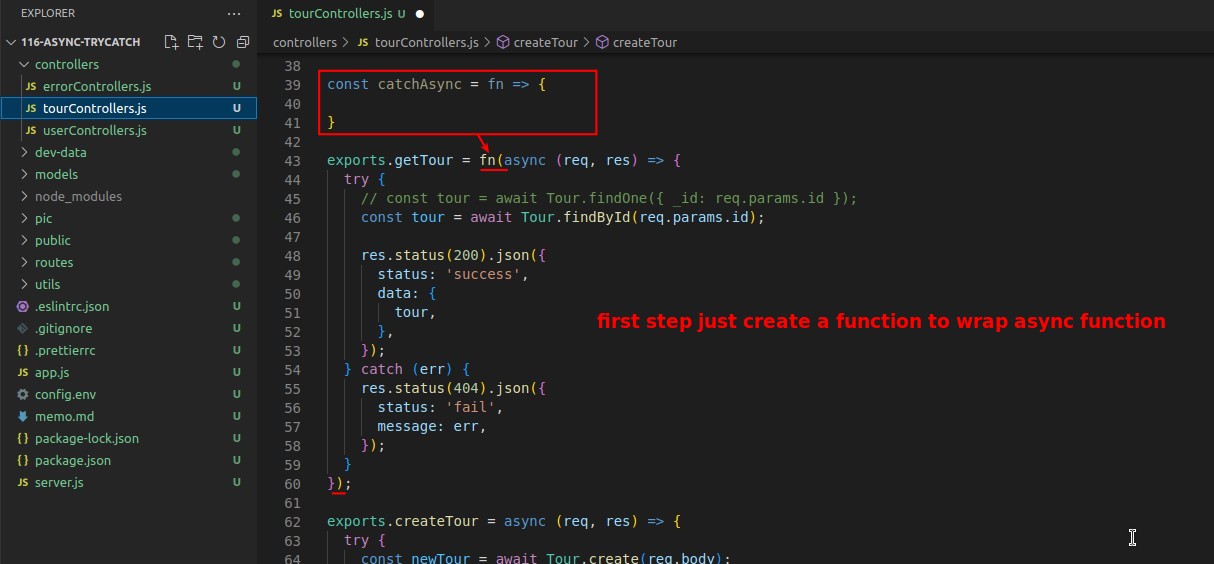 EXPLORER
116-ASYNC-TRYCATCH
controllers
JS errorControllers.js U
JS tourControllers.js U
JS userControllers.js U
dev-data
models
node_modules
pic
public
routes
utils
.eslintrc.json U
.gitignore U
{} .prettierrc U
JS app.js U
config.env U
memo.md U
{} package-lock.json U
{} package.json U
JS server.js U
JS tourControllers.js U
controllers > JS tourControllers.js > createTour > createTour
38
39 const catchAsync = fn => {
40
41 }
42
43 exports.getTour = fn(async (req, res) => {
44 try {
45 // const tour = await Tour.findOne({ _id: req.params.id });
46 const tour = await Tour.findById(req.params.id);
47
48 res.status(200).json({
49 status: 'success',
50 data: {
51 tour,
52 },
53 });
54 } catch (err) {
55 res.status(404).json({
56 status: 'fail',
57 message: err,
58 });
59 }
60 });
61
62 exports.createTour = async (req, res) => {
63 try {
64 const newTour = await Tour.create(req.body);
first step just create a function to wrap async function